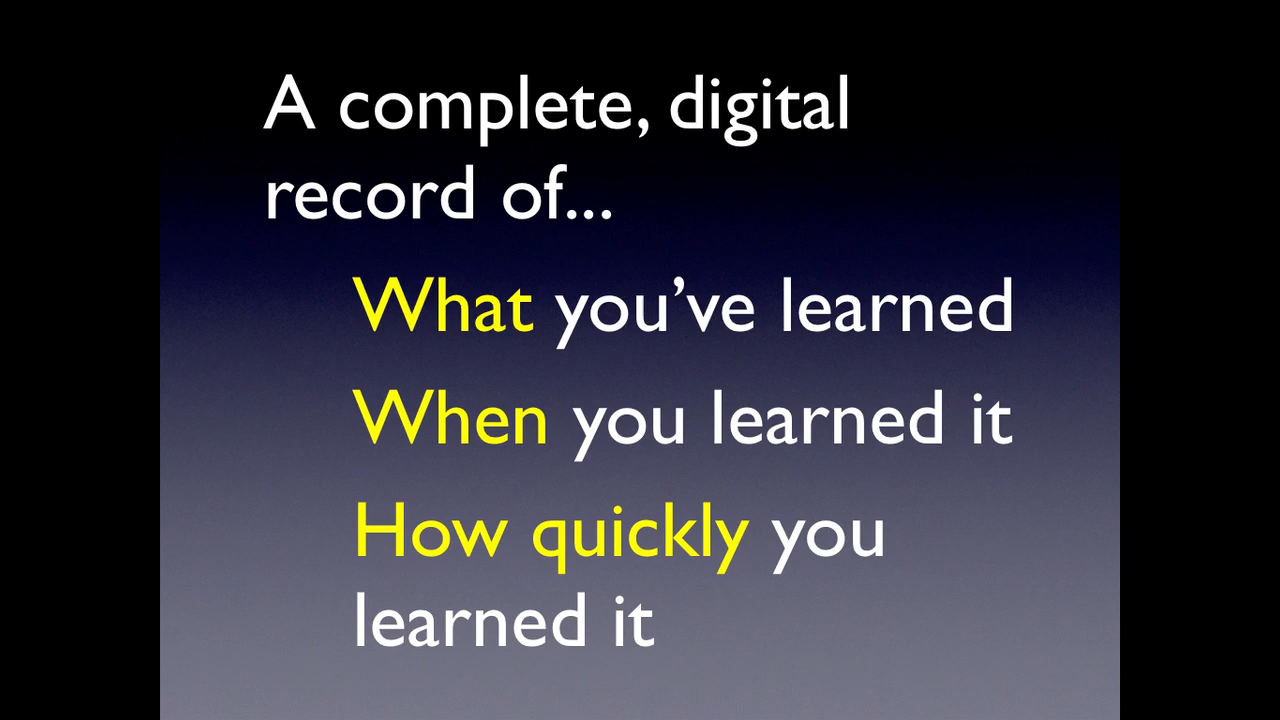 A complete, digital
record of...
What you’ve learned
When you learned it
How quickly you
learned it